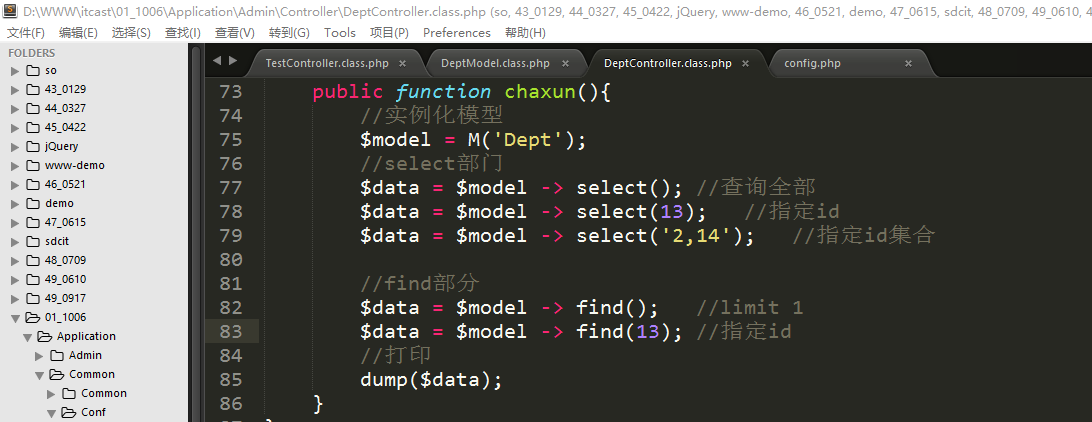 D:\WWW\itcast\01_1006\Application\Admin\Controller\DeptController.class.php (so, 43_0129, 44_0327, 45_0422, jQuery, www-demo, 46_0521, demo, 47_0615, sdcit, 48_0709, 49_0610, 4
文件(F) 编辑(E) 选择(S) 查找(I) 查看(V) 转到(G) Tools 项目(P) Preferences 帮助(H)
FOLDERS
so
43_0129
44_0327
45_0422
jQuery
www-demo
46_0521
demo
47_0615
sdcit
48_0709
49_0610
49_0917
01_1006
Application
Admin
Common
Common
Conf
TestController.class.php × DeptModel.class.php × DeptController.class.php × config.php ×
73 public function chaxun(){
74 //实例化模型
75 $model = M('Dept');
76 //select部门
77 $data = $model -> select(); //查询全部
78 $data = $model -> select(13); //指定id
79 $data = $model -> select('2,14'); //指定id集合
80
81 //find部分
82 $data = $model -> find(); //limit 1
83 $data = $model -> find(13); //指定id
84 //打印
85 dump($data);
86 }